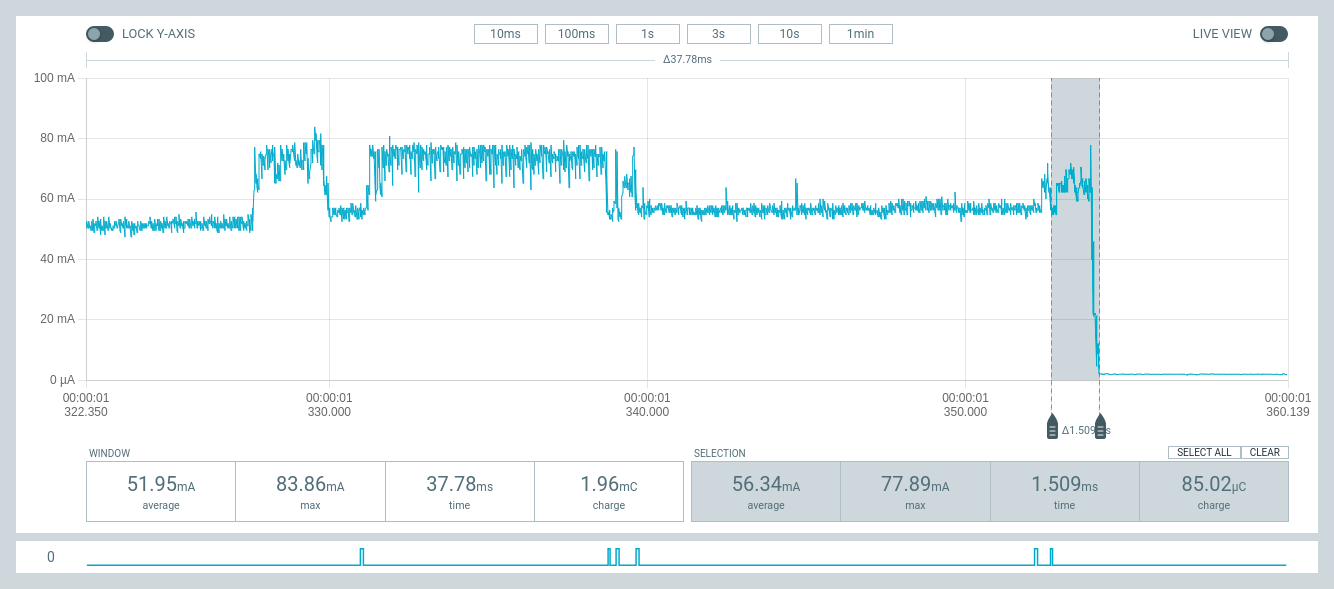 LOCK Y-AXIS
10ms 100ms 1s 3s 10s 1min
LIVE VIEW
Δ37.78ms
100 mA
80 mA
60 mA
40 mA
20 mA
0 µA
00:00:01 00:00:01 00:00:01 00:00:01 00:00:01
322.350 330.000 340.000 350.000 360.139
Δ1.509
WINDOW
51.95mA 83.86mA 37.78ms 1.96mC
average max time charge
SELECTION
SELECT ALL CLEAR
56.34mA 77.89mA 1.509ms 85.02µC
average max time charge
0